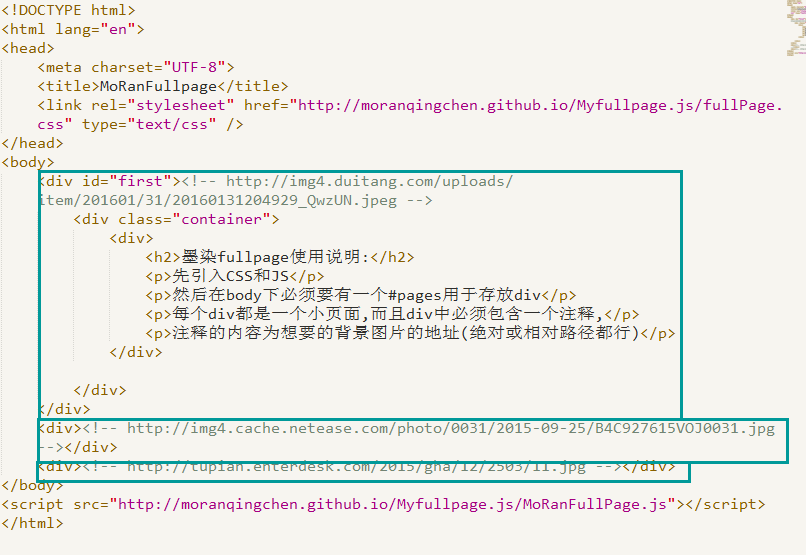 <!DOCTYPE html>
<html lang="en">
<head>
    <meta charset="UTF-8">
    <title>MoRanFullpage</title>
    <link rel="stylesheet" href="http://moranqingchen.github.io/Myfullpage.js/fullPage.
    css" type="text/css" />
</head>
<body>
    <div id="first"><!-- http://img4.duitang.com/uploads/
    item/201601/31/20160131204929_QwzUN.jpeg -->
        <div class="container">
            <div>
                <h2>墨染fullpage使用说明:</h2>
                <p>先引入CSS和JS</p>
                <p>然后在body下必须要有一个#pages用于存放div</p>
                <p>每个div都是一个小页面,而且div中必须包含一个注释,</p>
                <p>注释的内容为想要的背景图片的地址(绝对或相对路径都行)</p>
            </div>
        </div>
    </div>
    <div><!-- http://img4.cache.netease.com/photo/0031/2015-09-25/B4C927615VOJ0031.jpg
    --></div>
    <div><!-- http://tupian.enterdesk.com/2015/gha/12/2503/11.jpg --></div>
</body>
<script src="http://moranqingchen.github.io/Myfullpage.js/MoRanFullPage.js"></script>
</html>